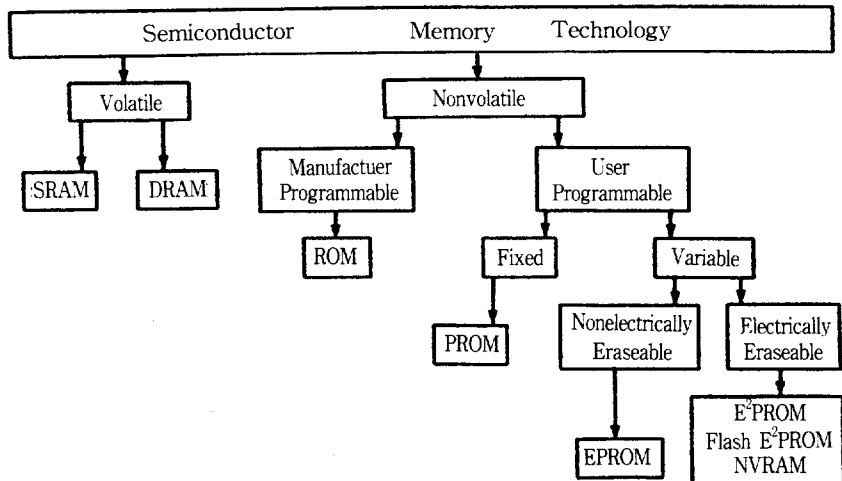 Semiconductor Memory Technology
Volatile
Nonvolatile
SRAM
DRAM
Manufactuer
Programmable
User
Programmable
ROM
Fixed
Variable
PROM
Nonelectrically
Eraseable
Electrically
Eraseable
EPROM
E²PROM
Flash E²PROM
NVRAM